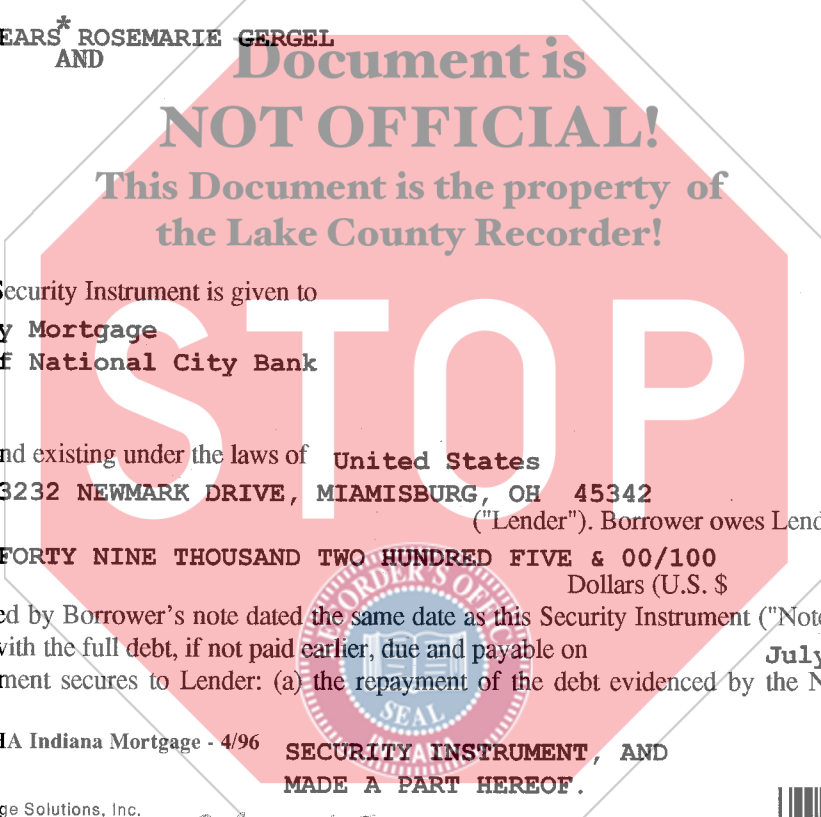 EARS* ROSEMARIE GERGEL
AND
Document is
NOT OFFICIAL!
This Document is the property of
the Lake County Recorder!
Security Instrument is given to
y Mortgage
f National City Bank
STOP
nd existing under the laws of United States
3232 NEWMARK DRIVE, MIAMISBURG, OH 45342
("Lender"). Borrower owes Lend
FORTY NINE THOUSAND TWO HUNDRED FIVE & 00/100
Dollars (U.S. $
ed by Borrower's note dated the same date as this Security Instrument ("Note
with the full debt, if not paid earlier, due and payable on July
ment secures to Lender: (a) the repayment of the debt evidenced by the N
RECORDER'S OFFIC
SEAL
INDIANA
HA Indiana Mortgage - 4/96
SECURITY INSTRUMENT, AND
MADE A PART HEREOF.
ge Solutions, Inc.